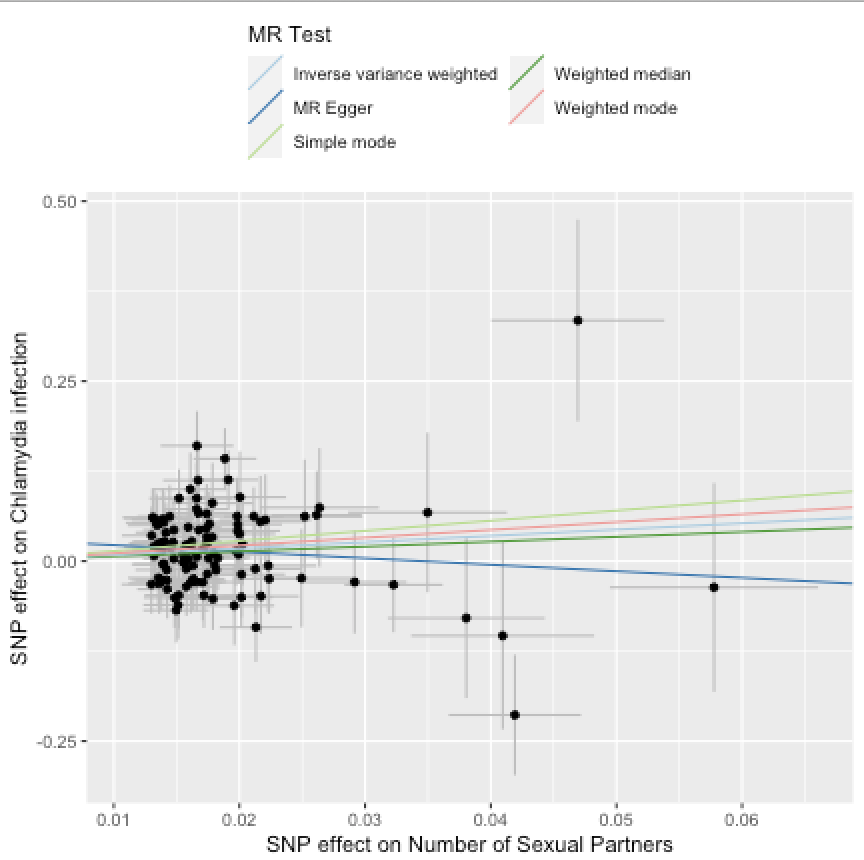 MR Test
Inverse variance weighted
Weighted median
MR Egger
Weighted mode
Simple mode
0.50
0.25
0.00
-0.25
SNP effect on Chlamydia infection
0.01 0.02 0.03 0.04 0.05 0.06
SNP effect on Number of Sexual Partners